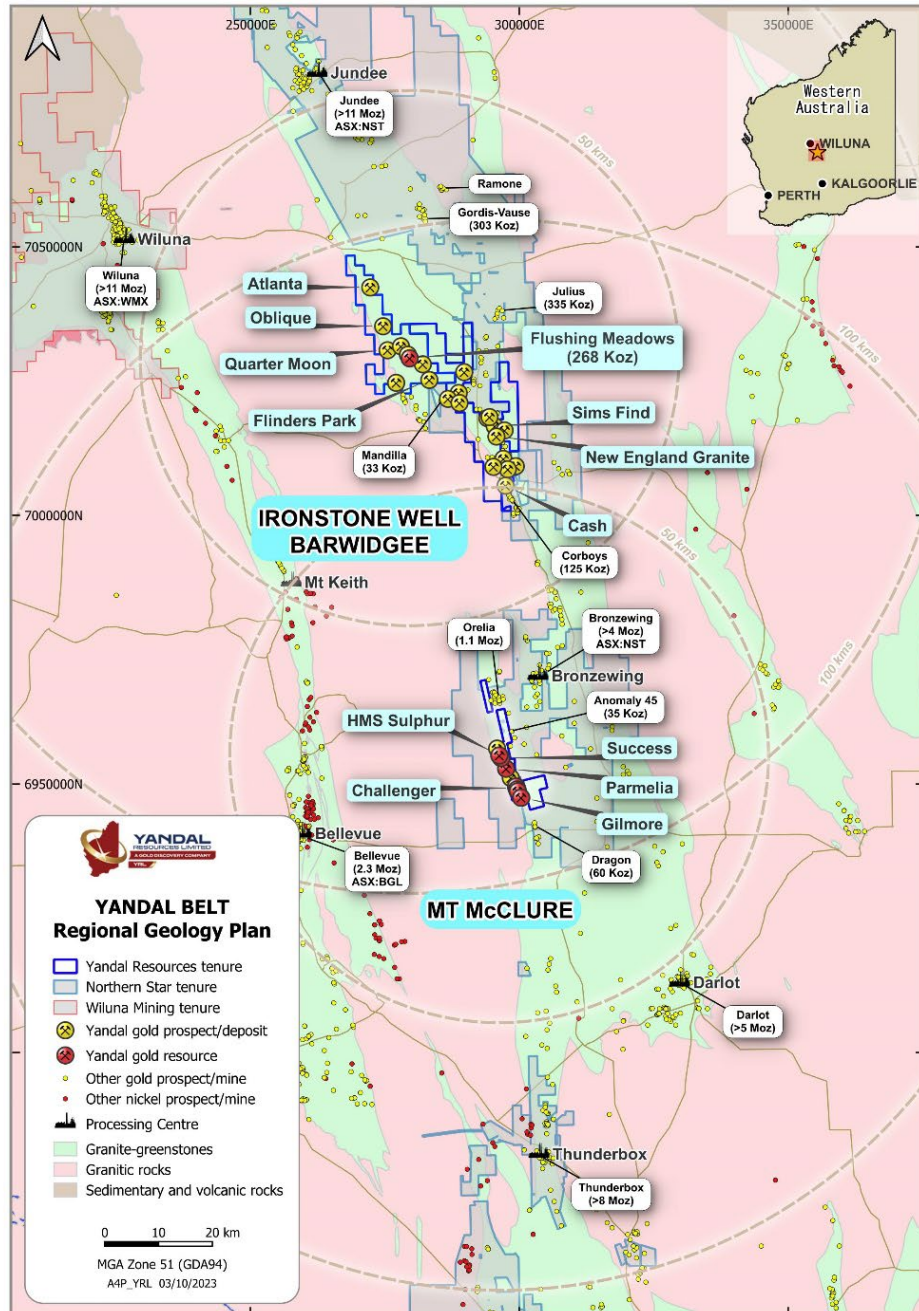 250000E
300000E
350000E
Jundee
Jundee
(>11 Moz)
ASX:NST
Western
Australia
WILUNA
KALGOORLIE
PERTH
50 kms
Ramone
Gordis-Vause
(303 Koz)
7050000N
Wiluna
Wiluna
(>11 Moz)
ASX:WMX
Atlanta
Julius
(335 Koz)
Oblique
Flushing Meadows
(268 Koz)
100 kms
Quarter Moon
Flinders Park
Sims Find
Mandilla
(33 Koz)
New England Granite
7000000N
IRONSTONE WELL
BARWIDGEE
Cash
50 kms
Corboys
(125 Koz)
Mt Keith
Orelia
(1.1 Moz)
Bronzewing
(>4 Moz)
ASX:NST
Bronzewing
100 kms
Anomaly 45
(35 Koz)
HMS Sulphur
Success
6950000N
Challenger
Parmelia
Gilmore
Bellevue
Bellevue
(2.3 Moz)
ASX:BGL
Dragon
(60 Koz)
MT McCLURE
Darlot
Darlot
(>5 Moz)
Thunderbox
Thunderbox
(>8 Moz)
YANDAL
RESOURCES LIMITED
A GOLD DISCOVERY COMPANY
YRL
YANDAL BELT
Regional Geology Plan
Yandal Resources tenure
Northern Star tenure
Wiluna Mining tenure
Yandal gold prospect/deposit
Yandal gold resource
Other gold prospect/mine
Other nickel prospect/mine
Processing Centre
Granite-greenstones
Granitic rocks
Sedimentary and volcanic rocks
0 10 20 km
MGA Zone 51 (GDA94)
A4P_YRL 03/10/2023